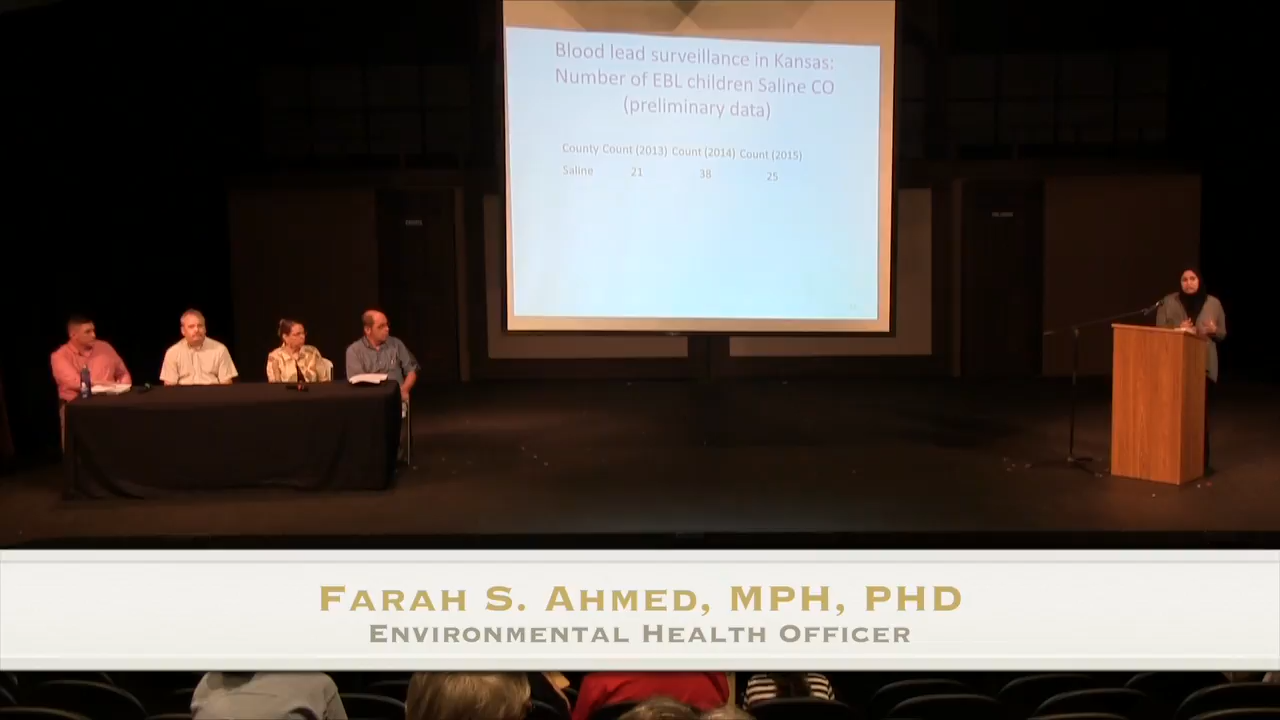 Blood lead surveillance in Kansas:
Number of EBL children Saline CO
(preliminary data)
County Count (2013) Count (2014) Count (2015)
Saline 21 38 25
Farah S. Ahmed, MPH, PHD
Environmental Health Officer